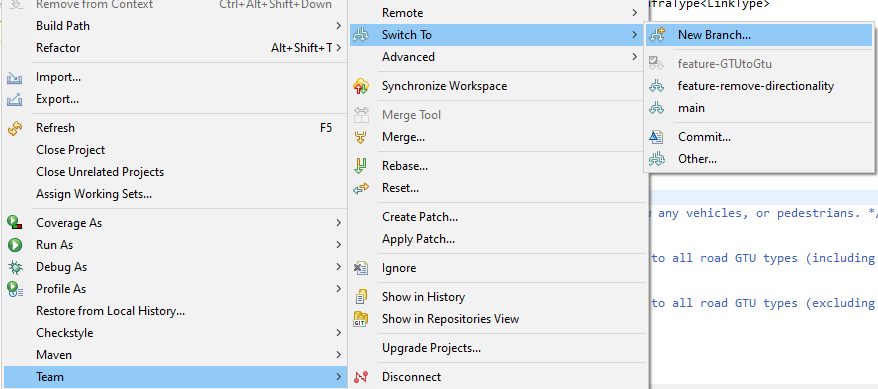 Remove from Context Ctrl+Alt+Shift+Down
Build Path
Refactor Alt+Shift+T
Import...
Export...
Refresh F5
Close Project
Close Unrelated Projects
Assign Working Sets...
Coverage As
Run As
Debug As
Profile As
Restore from Local History...
Checkstyle
Maven
Team
Remote
Switch To
Advanced
Synchronize Workspace
Merge Tool
Merge...
Rebase...
Reset...
Create Patch...
Apply Patch...
Ignore
Show in History
GIT
Show in Repositories View
Upgrade Projects...
Disconnect
<LinkType>
New Branch...
feature-GTUtoGtu
feature-remove-directionality
main
Commit...
Other...
any vehicles, or pedestrians. */
to all road GTU types (including
to all road GTU types (excluding